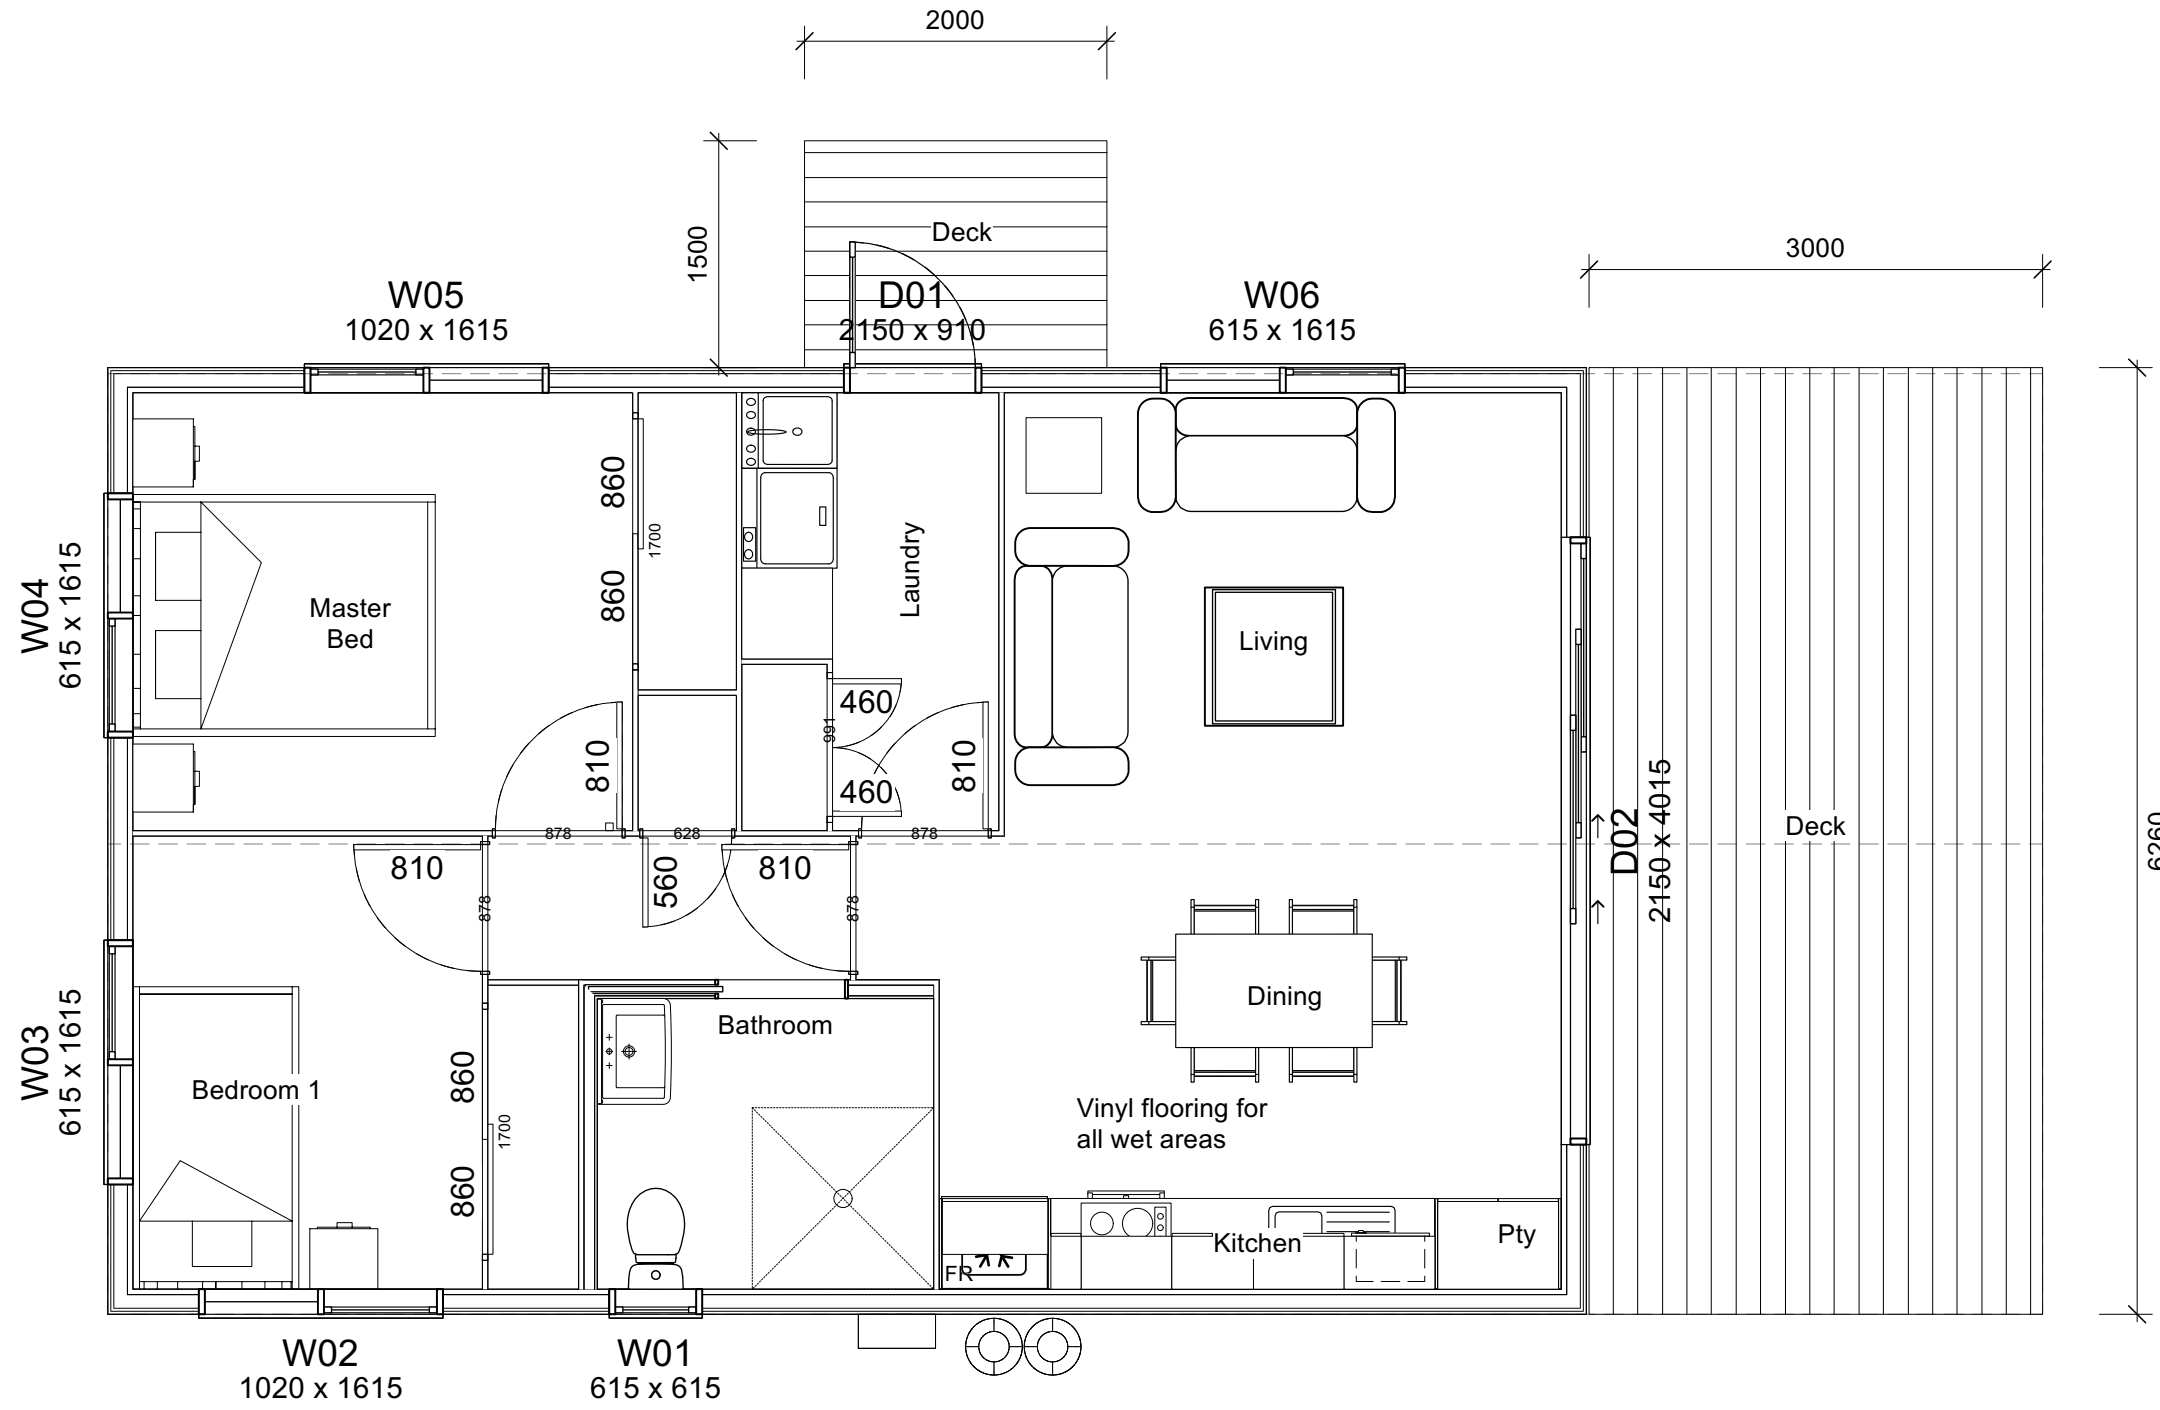 2000
1500
Deck
3000
W05
1020 x 1615
D01
2150 x 910
W06
615 x 1615
W04
615 x 1615
Master
Bed
860
1700
860
Laundry
Living
460
991
460
810
810
878
628
878
810
560
810
878
878
D02
2150 x 4015
Deck
6260
W03
615 x 1615
Bedroom 1
860
1700
860
Bathroom
Dining
Vinyl flooring for
all wet areas
FR
Kitchen
Pty
W02
1020 x 1615
W01
615 x 615